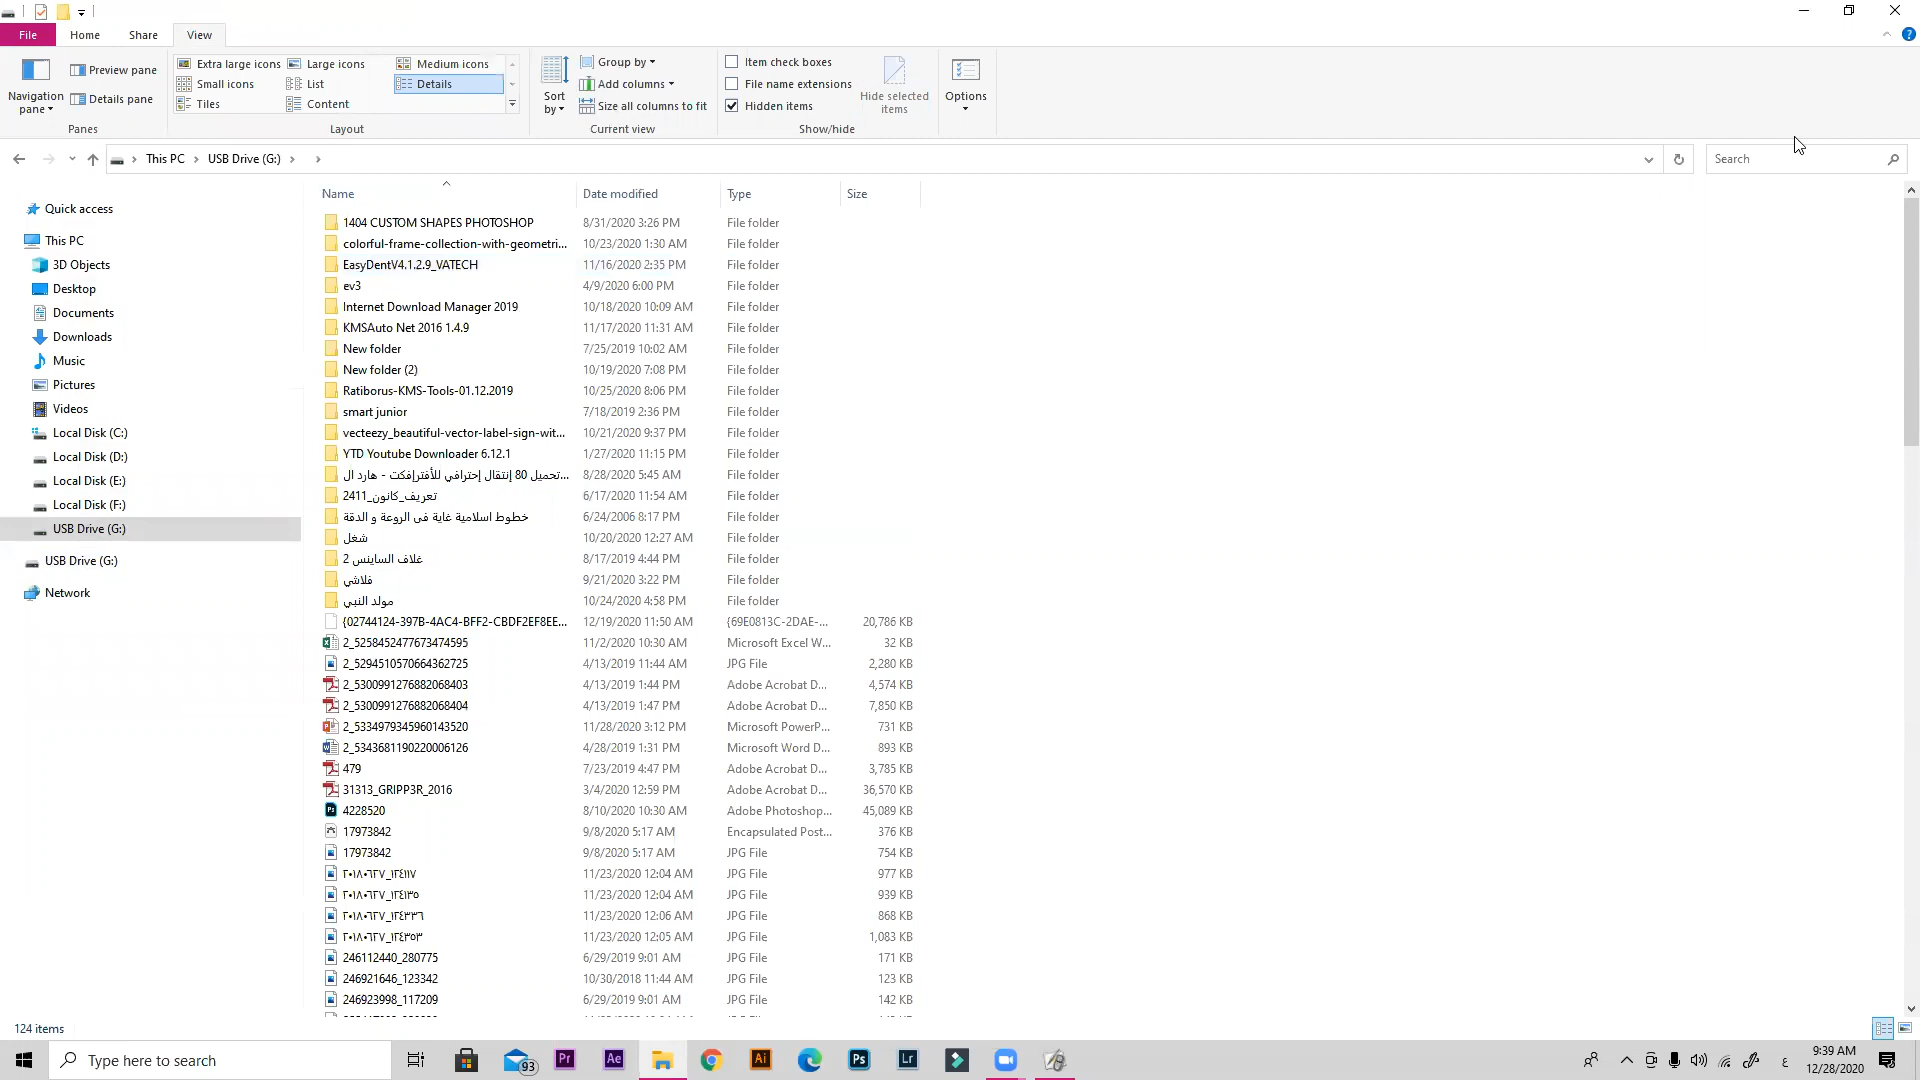 File
Home
Share
View
Navigation pane
Preview pane
Details pane
Panes
Extra large icons
Large icons
Medium icons
Small icons
List
Details
Tiles
Content
Layout
Sort by
Group by
Add columns
Size all columns to fit
Current view
Item check boxes
File name extensions
Hidden items
Show/hide
Hide selected items
Options
This PC > USB Drive (G:)
Search
Name
Date modified
Type
Size
Quick access
This PC
3D Objects
Desktop
Documents
Downloads
Music
Pictures
Videos
Local Disk (C:)
Local Disk (D:)
Local Disk (E:)
Local Disk (F:)
USB Drive (G:)
USB Drive (G:)
Network
1404 CUSTOM SHAPES PHOTOSHOP 8/31/2020 3:26 PM File folder
colorful-frame-collection-with-geometri... 10/23/2020 1:30 AM File folder
EasyDentV4.1.2.9_VATECH 11/16/2020 2:35 PM File folder
ev3 4/9/2020 6:00 PM File folder
Internet Download Manager 2019 10/18/2020 10:09 AM File folder
KMSAuto Net 2016 1.4.9 11/17/2020 11:31 AM File folder
New folder 7/25/2019 10:02 AM File folder
New folder (2) 10/19/2020 7:08 PM File folder
Ratiborus-KMS-Tools-01.12.2019 10/25/2020 8:06 PM File folder
smart junior 7/18/2019 2:36 PM File folder
vecteezy_beautiful-vector-label-sign-wit... 10/21/2020 9:37 PM File folder
YTD Youtube Downloader 6.12.1 1/27/2020 11:15 PM File folder
تحميل 80 إنتقال إحترافي للأفترإفكت - هارد ال... 8/28/2020 5:45 AM File folder
تعريف_كانون_2411 6/17/2020 11:54 AM File folder
خطوط اسلامية غاية فى الروعة و الدقة 6/24/2006 8:17 PM File folder
شغل 10/20/2020 12:27 AM File folder
غلاف الساينس 2 8/17/2019 4:44 PM File folder
فلاشي 9/21/2020 3:22 PM File folder
مولد النبي 10/24/2020 4:58 PM File folder
{02744124-397B-4AC4-BFF2-CBDF2EF8EE... 12/19/2020 11:50 AM {69E0813C-2DAE-... 20,786 KB
2_5258452477673474595 11/2/2020 10:30 AM Microsoft Excel W... 32 KB
2_5294510570664362725 4/13/2019 11:44 AM JPG File 2,280 KB
2_5300991276882068403 4/13/2019 1:44 PM Adobe Acrobat D... 4,574 KB
2_5300991276882068404 4/13/2019 1:47 PM Adobe Acrobat D... 7,850 KB
2_5334979345960143520 11/28/2020 3:12 PM Microsoft PowerP... 731 KB
2_5343681190220006126 4/28/2019 1:31 PM Microsoft Word D... 893 KB
479 7/23/2019 4:47 PM Adobe Acrobat D... 3,785 KB
31313_GRIPP3R_2016 3/4/2020 12:59 PM Adobe Acrobat D... 36,570 KB
4228520 8/10/2020 10:30 AM Adobe Photoshop... 45,089 KB
17973842 9/8/2020 5:17 AM Encapsulated Post... 376 KB
17973842 9/8/2020 5:17 AM JPG File 754 KB
٢٠١٨٠٦٢٧_١٢٤١١٧ 11/23/2020 12:04 AM JPG File 977 KB
٢٠١٨٠٦٢٧_١٢٤١٣٥ 11/23/2020 12:04 AM JPG File 939 KB
٢٠١٨٠٦٢٧_١٢٤٣٣٦ 11/23/2020 12:06 AM JPG File 868 KB
٢٠١٨٠٦٢٧_١٢٤٣٥٣ 11/23/2020 12:05 AM JPG File 1,083 KB
246112440_280775 6/29/2019 9:01 AM JPG File 171 KB
246921646_123342 10/30/2018 11:44 AM JPG File 123 KB
246923998_117209 6/29/2019 9:01 AM JPG File 142 KB
124 items
Type here to search
93
Pr
Ae
Ai
Ps
Lr
ع
9:39 AM
12/28/2020